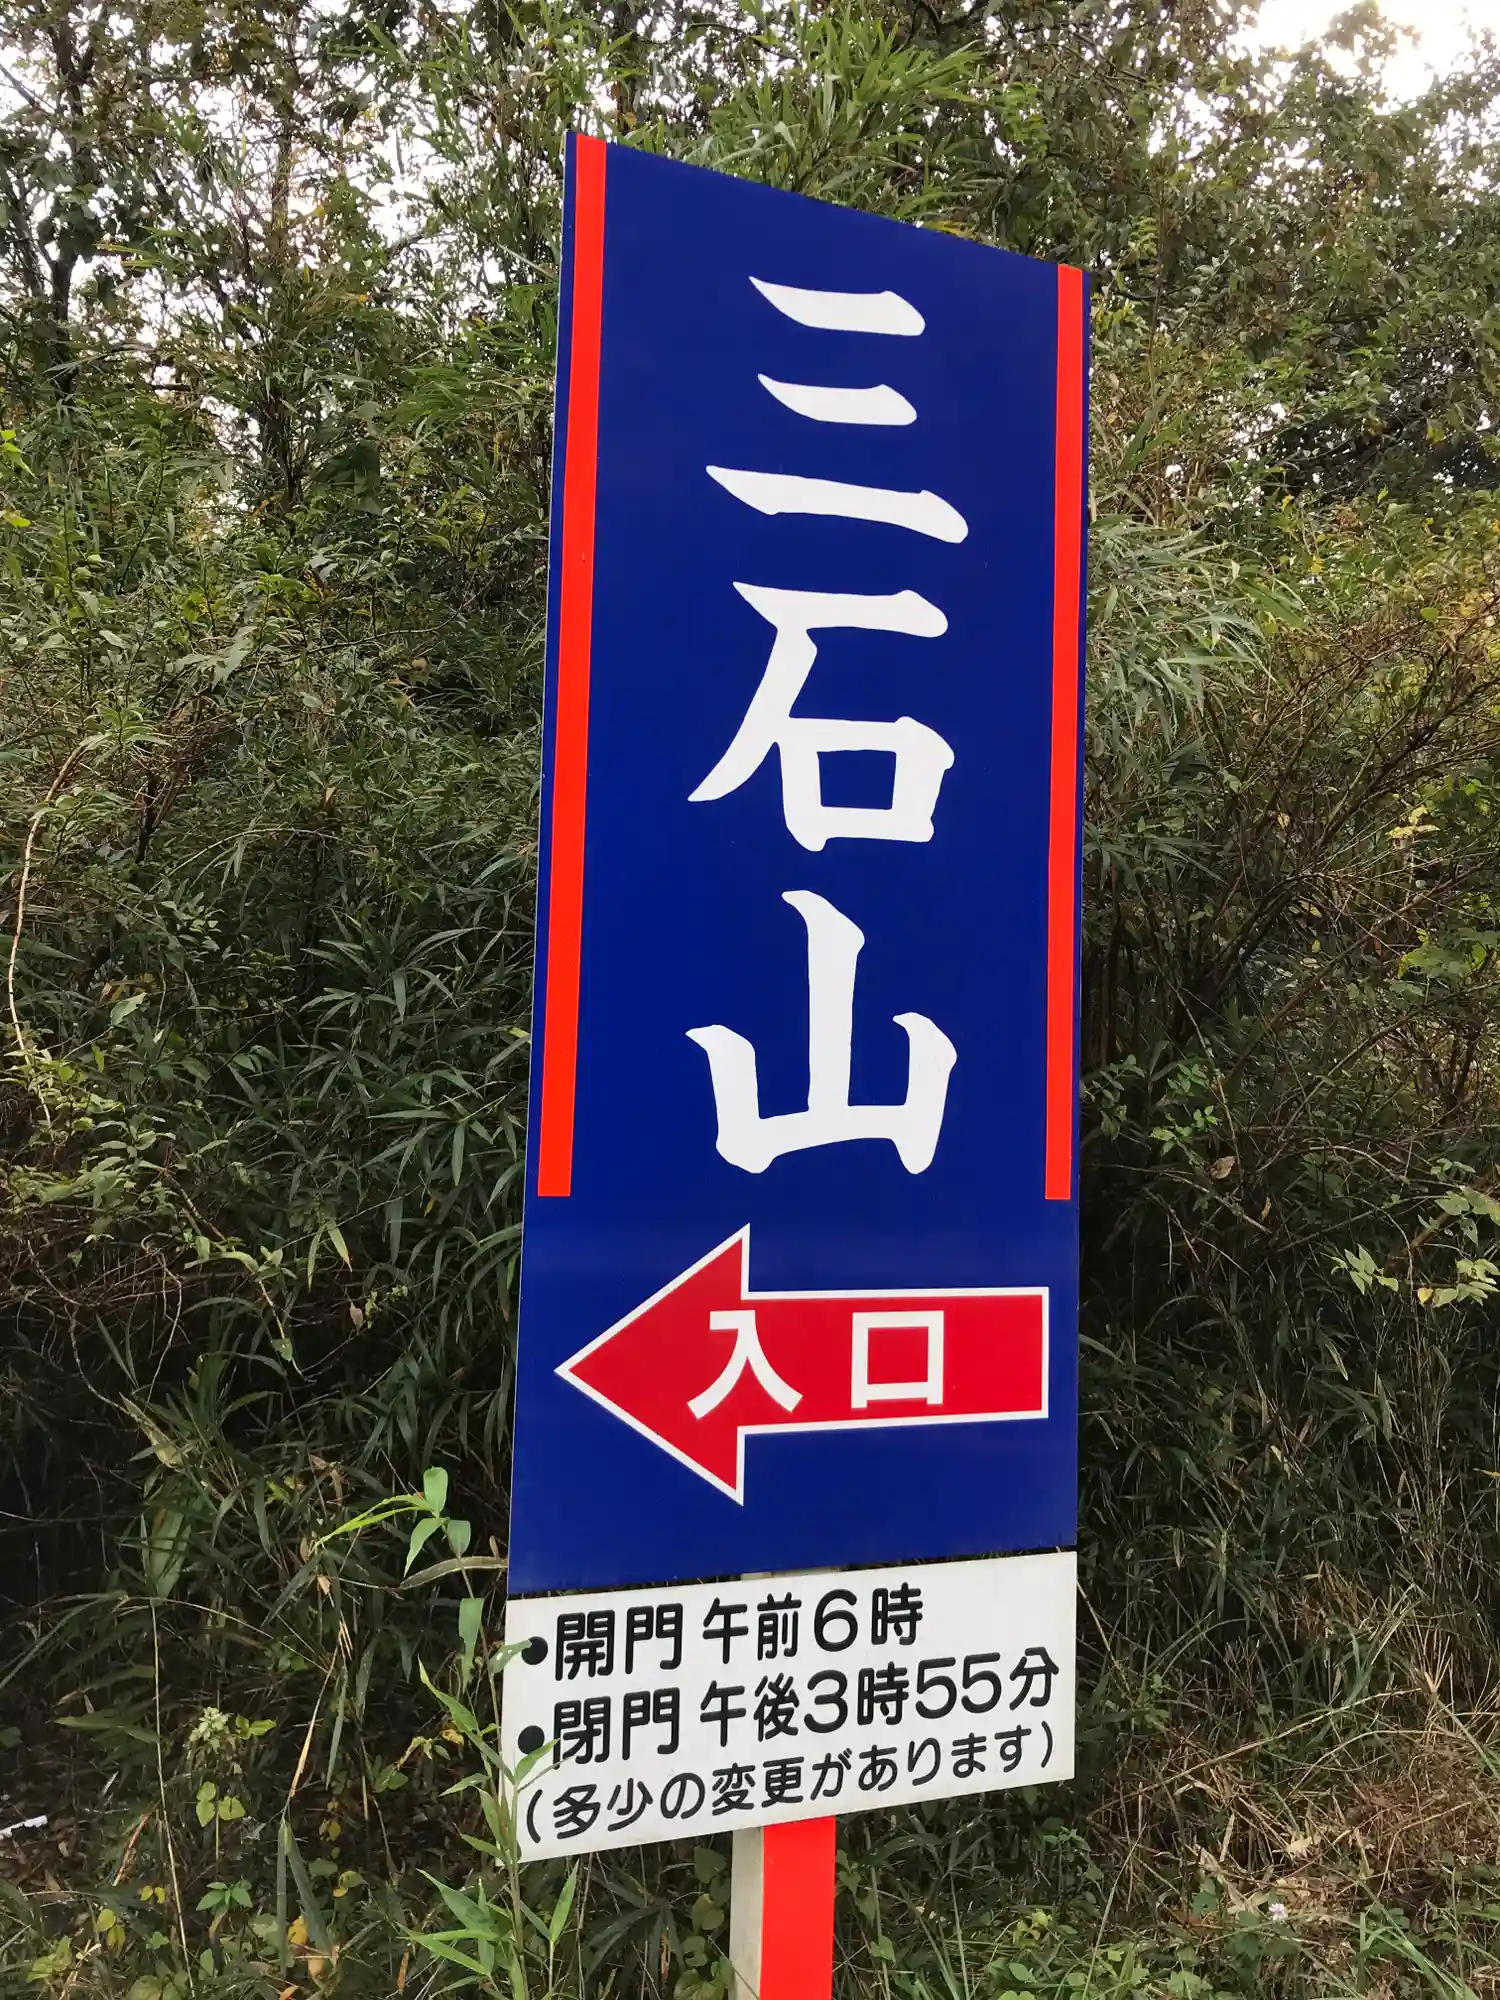 三石山
入口
●開門 午前6時
●閉門 午後3時55分
(多少の変更があります)